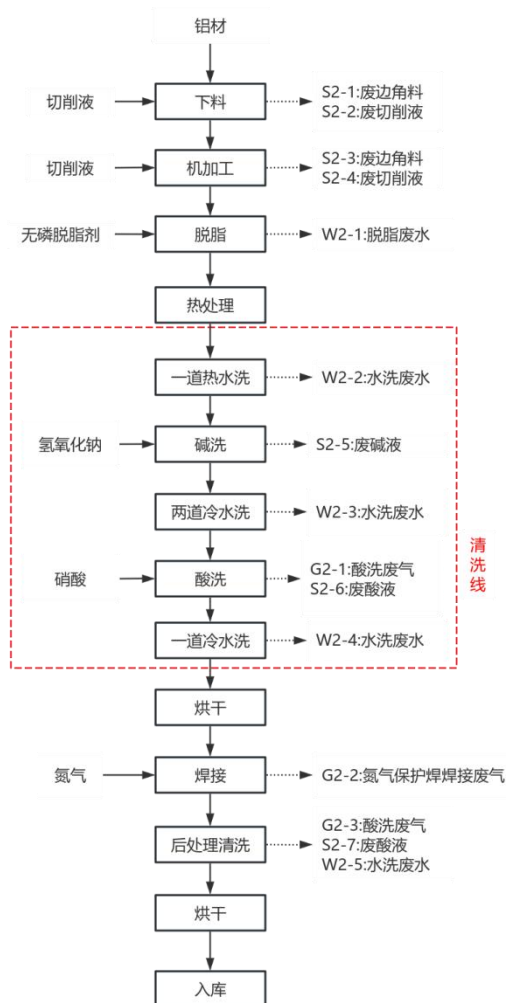 铝材
切削液
下料
S2-1:废边角料
S2-2:废切削液
切削液
机加工
S2-3:废边角料
S2-4:废切削液
无磷脱脂剂
脱脂
W2-1:脱脂废水
热处理
一道热水洗
W2-2:水洗废水
氢氧化钠
碱洗
S2-5:废碱液
两道冷水洗
W2-3:水洗废水
清洗线
硝酸
酸洗
G2-1:酸洗废气
S2-6:废酸液
一道冷水洗
W2-4:水洗废水
烘干
氮气
焊接
G2-2:氮气保护焊焊接废气
后处理清洗
G2-3:酸洗废气
S2-7:废酸液
W2-5:水洗废水
烘干
入库